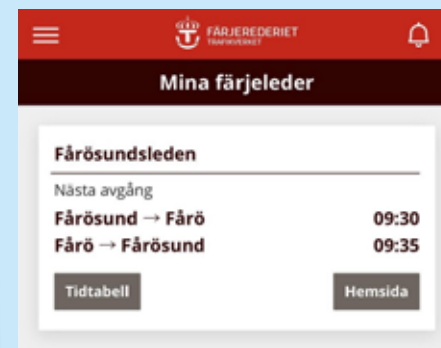 FÄRJEREDERIET
TRAFIKVERKET
Mina färjeleder
Fårösundsleden
Nästa avgång
Fårösund → Fårö 09:30
Fårö → Fårösund 09:35
Tidtabell Hemsida